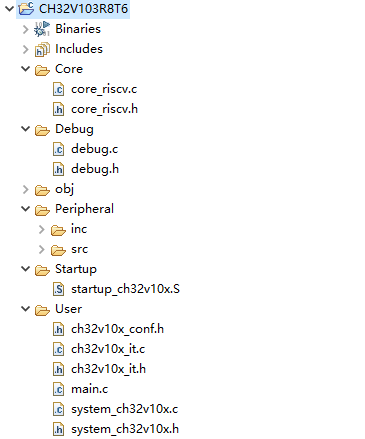 CH32V103R8T6
Binaries
Includes
Core
core_riscv.c
core_riscv.h
Debug
debug.c
debug.h
obj
Peripheral
inc
src
Startup
startup_ch32v10x.S
User
ch32v10x_conf.h
ch32v10x_it.c
ch32v10x_it.h
main.c
system_ch32v10x.c
system_ch32v10x.h